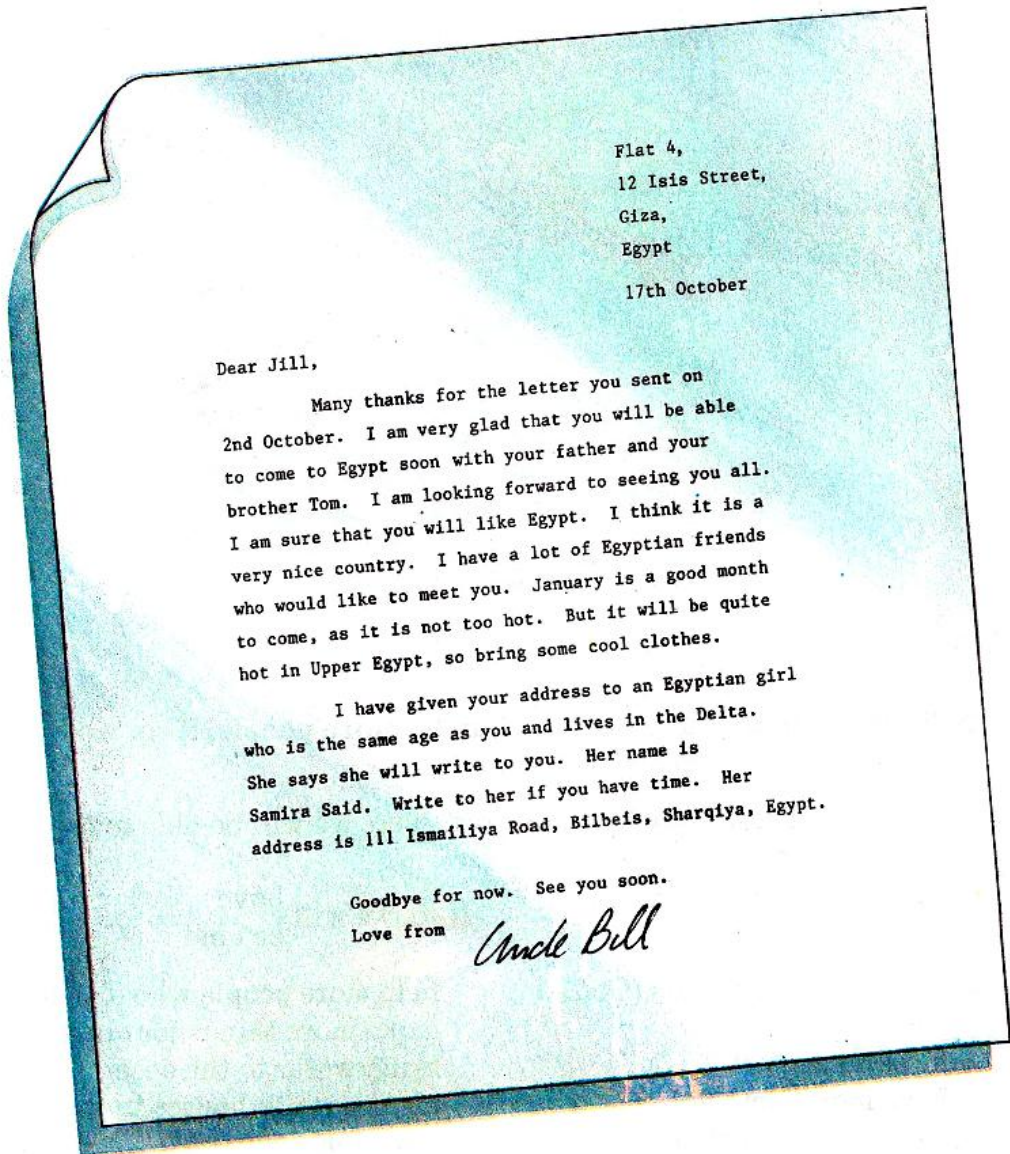 Flat 4,
12 Isis Street,
Giza,
Egypt
17th October
Dear Jill,
Many thanks for the letter you sent on
2nd October. I am very glad that you will be able
to come to Egypt soon with your father and your
brother Tom. I am looking forward to seeing you all.
I am sure that you will like Egypt. I think it is a
very nice country. I have a lot of Egyptian friends
who would like to meet you. January is a good month
to come, as it is not too hot. But it will be quite
hot in Upper Egypt, so bring some cool clothes.
I have given your address to an Egyptian girl
who is the same age as you and lives in the Delta.
She says she will write to you. Her name is
Samira Said. Write to her if you have time. Her
address is 111 Ismailiya Road, Bilbeis, Sharqiya, Egypt.
Goodbye for now. See you soon.
Love from Uncle Bill